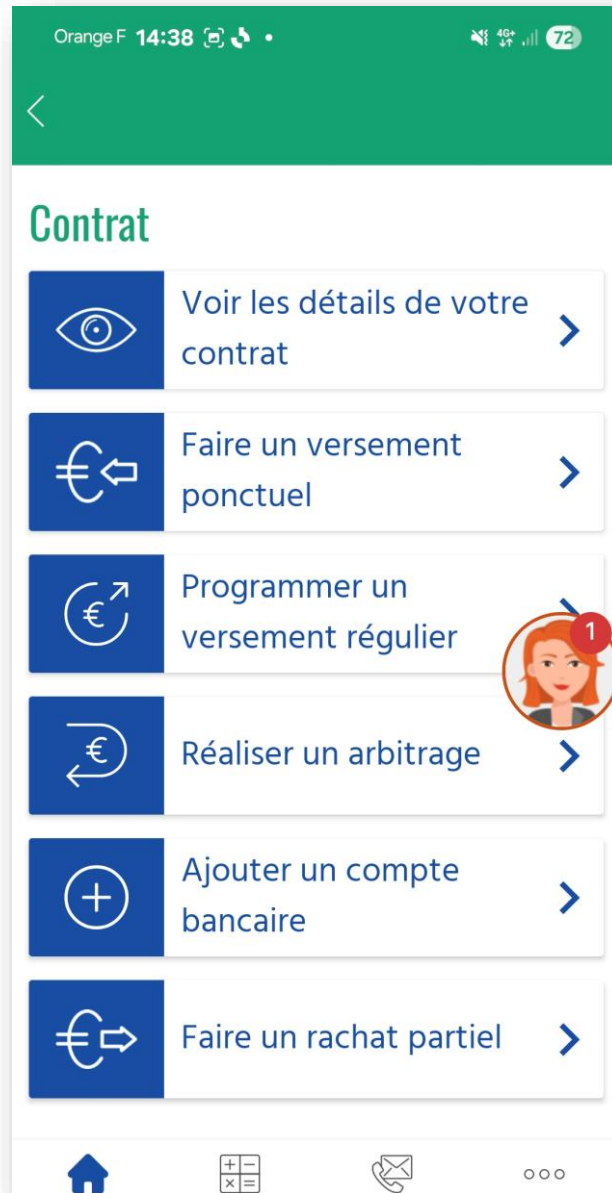 Orange F 14:38
4G+ 72
Contrat
Voir les détails de votre
contrat
Faire un versement
ponctuel
Programmer un
versement régulier
1
Réaliser un arbitrage
Ajouter un compte
bancaire
Faire un rachat partiel